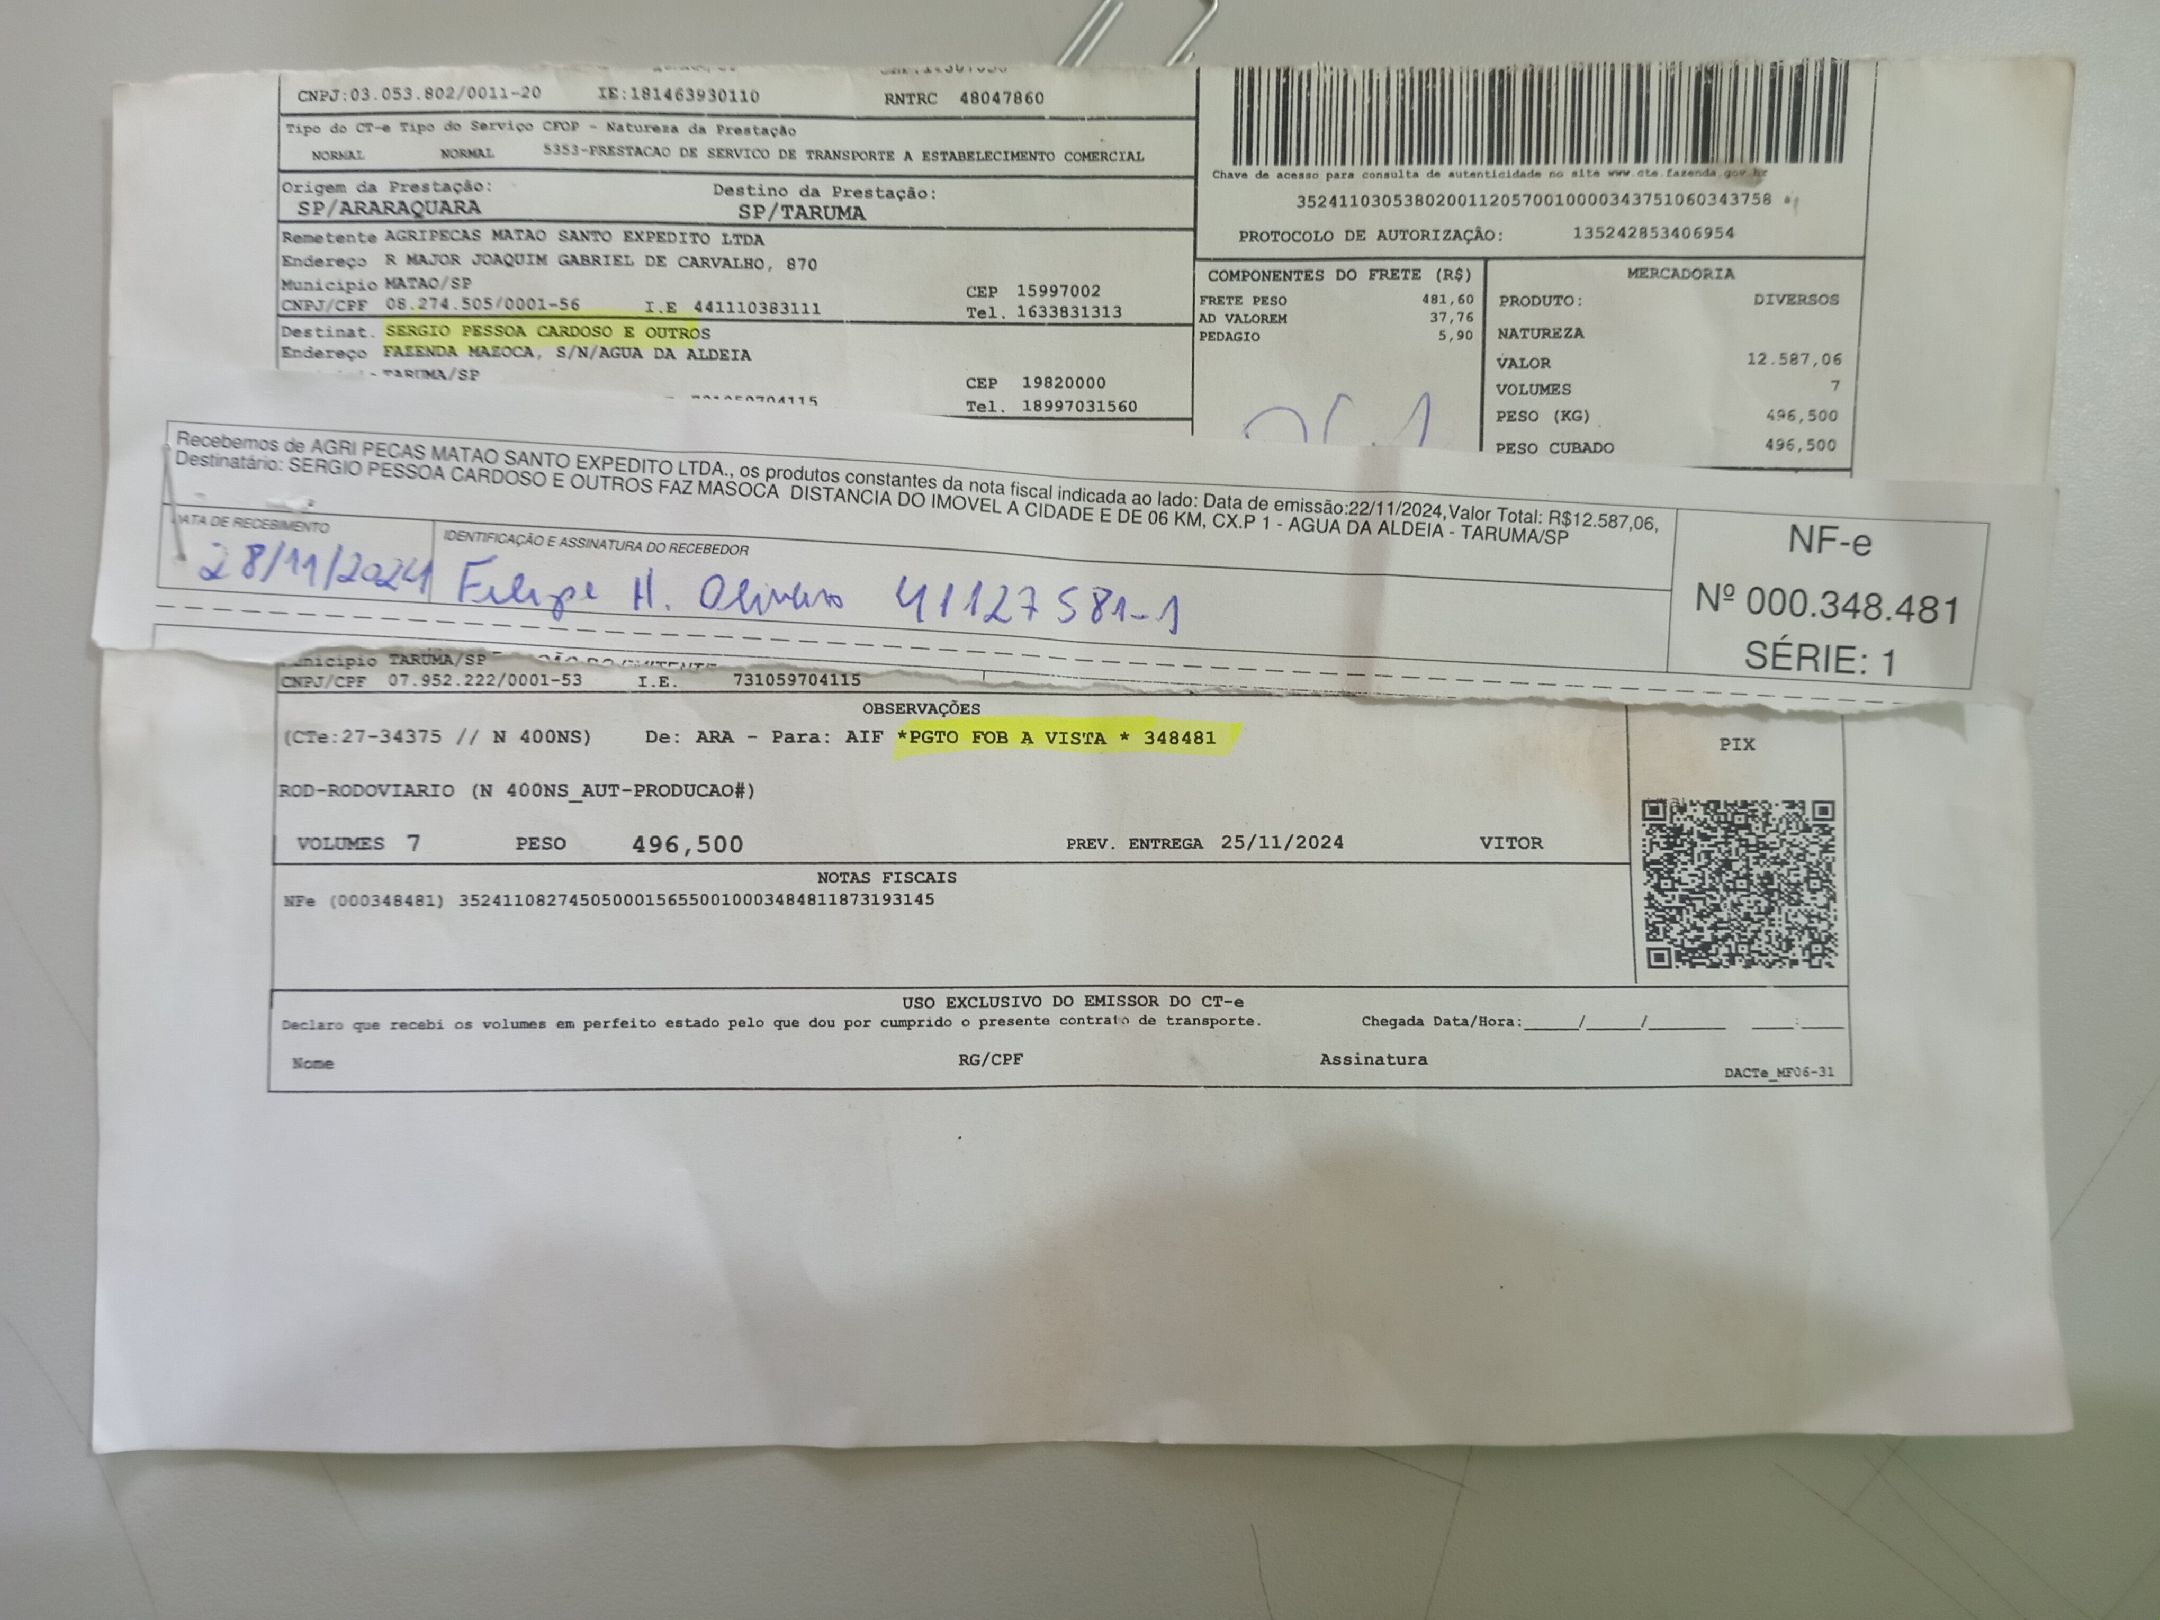 CNPJ:03.053.802/0011-20 IE:181463930110 RNTRC 48047860
Tipo do CT-e Tipo do Serviço CFOP - Natureza da Prestação
NORMAL NORMAL 5353-PRESTACAO DE SERVICO DE TRANSPORTE A ESTABELECIMENTO COMERCIAL
Origem da Prestação: Destino da Prestação:
SP/ARARAQUARA SP/TARUMA
Remetente AGRIPECAS MATAO SANTO EXPEDITO LTDA
Endereço R MAJOR JOAQUIM GABRIEL DE CARVALHO, 870
Municipio MATAO/SP CEP 15997002
CNPJ/CPF 08.274.505/0001-56 I.E 441110383111 Tel. 1633831313
Destinat. SERGIO PESSOA CARDOSO E OUTROS
Endereço FAZENDA MAZOCA, S/N/AGUA DA ALDEIA
TARUMA/SP CEP 19820000
731059704115 Tel. 18997031560
Chave de acesso para consulta de autenticidade no site www.cte.fazenda.gov.br
35241103053802001120570010000343751060343758
PROTOCOLO DE AUTORIZAÇÃO: 135242853406954
COMPONENTES DO FRETE (R$)
FRETE PESO 481,60
AD VALOREM 37,76
PEDAGIO 5,90
MERCADORIA
PRODUTO: DIVERSOS
NATUREZA
VALOR 12.587,06
VOLUMES 7
PESO (KG) 496,500
PESO CUBADO 496,500
Recebemos de AGRI PECAS MATAO SANTO EXPEDITO LTDA., os produtos constantes da nota fiscal indicada ao lado: Data de emissão:22/11/2024,Valor Total: R$12.587,06,
Destinatário: SERGIO PESSOA CARDOSO E OUTROS FAZ MASOCA DISTANCIA DO IMOVEL A CIDADE E DE 06 KM, CX.P 1 - AGUA DA ALDEIA - TARUMA/SP
DATA DE RECEBIMENTO IDENTIFICAÇÃO E ASSINATURA DO RECEBEDOR
28/11/2024 Filipe H. Oliveira 41127581-1
NF-e
Nº 000.348.481
SÉRIE: 1
Municipio TARUMA/SP
CNPJ/CPF 07.952.222/0001-53 I.E. 731059704115
OBSERVAÇÕES
(CTe:27-34375 // N 400NS) De: ARA - Para: AIF *PGTO FOB A VISTA * 348481
ROD-RODOVIARIO (N 400NS_AUT-PRODUCAO#)
VOLUMES 7 PESO 496,500 PREV. ENTREGA 25/11/2024 VITOR
PIX
NOTAS FISCAIS
NFe (000348481) 35241108274505000156550010003484811873193145
USO EXCLUSIVO DO EMISSOR DO CT-e
Declaro que recebi os volumes em perfeito estado pelo que dou por cumprido o presente contrato de transporte. Chegada Data/Hora:_____/_____/_______ ____:____
Nome RG/CPF Assinatura
DACTe_MF06-31